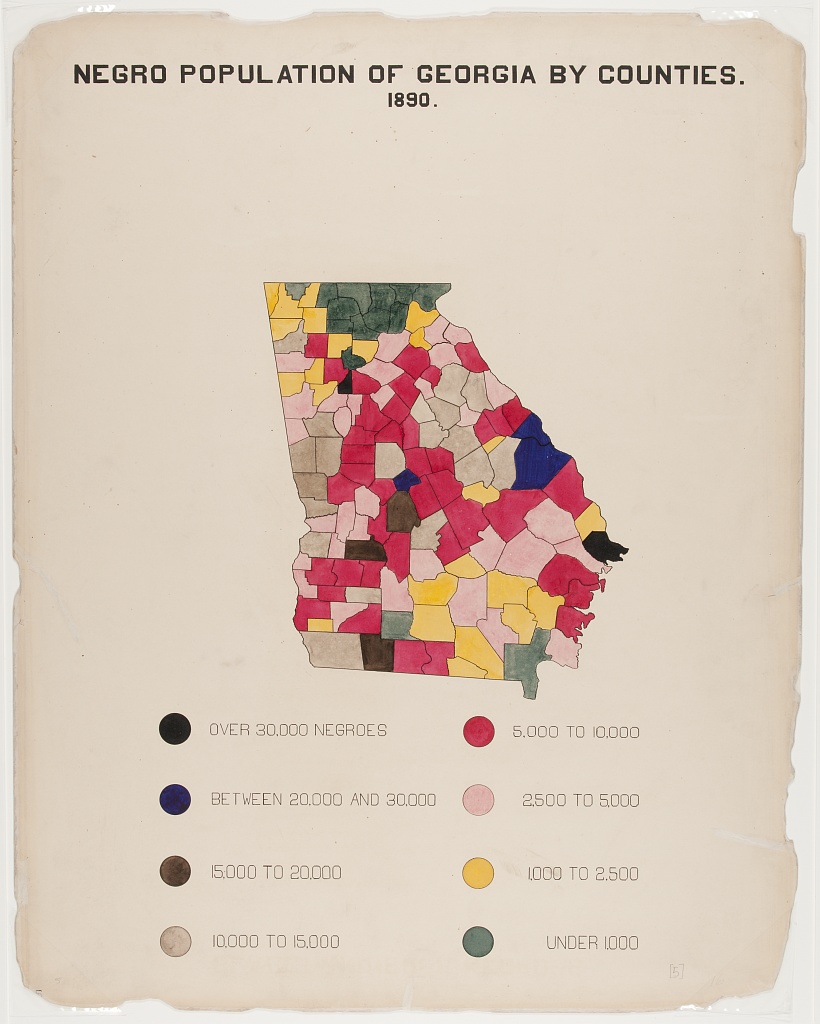 NEGRO POPULATION OF GEORGIA BY COUNTIES.
1890.
OVER 30,000 NEGROES
BETWEEN 20,000 AND 30,000
15,000 TO 20,000
10,000 TO 15,000
5,000 TO 10,000
2,500 TO 5,000
1,000 TO 2,500
UNDER 1,000
[5]